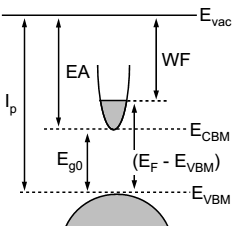 E_vac
EA
WF
I_p
E_CBM
E_g0
(E_F - E_VBM)
E_VBM